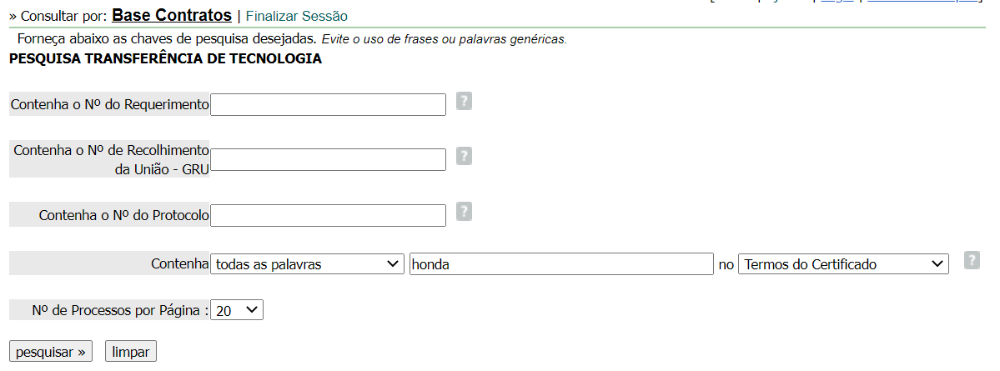 » Consultar por: Base Contratos | Finalizar Sessão
Forneça abaixo as chaves de pesquisa desejadas. Evite o uso de frases ou palavras genéricas.
PESQUISA TRANSFERÊNCIA DE TECNOLOGIA
Contenha o Nº do Requerimento ?
Contenha o Nº de Recolhimento
da União - GRU ?
Contenha o Nº do Protocolo ?
Contenha todas as palavras honda no Termos do Certificado ?
Nº de Processos por Página : 20
pesquisar » limpar